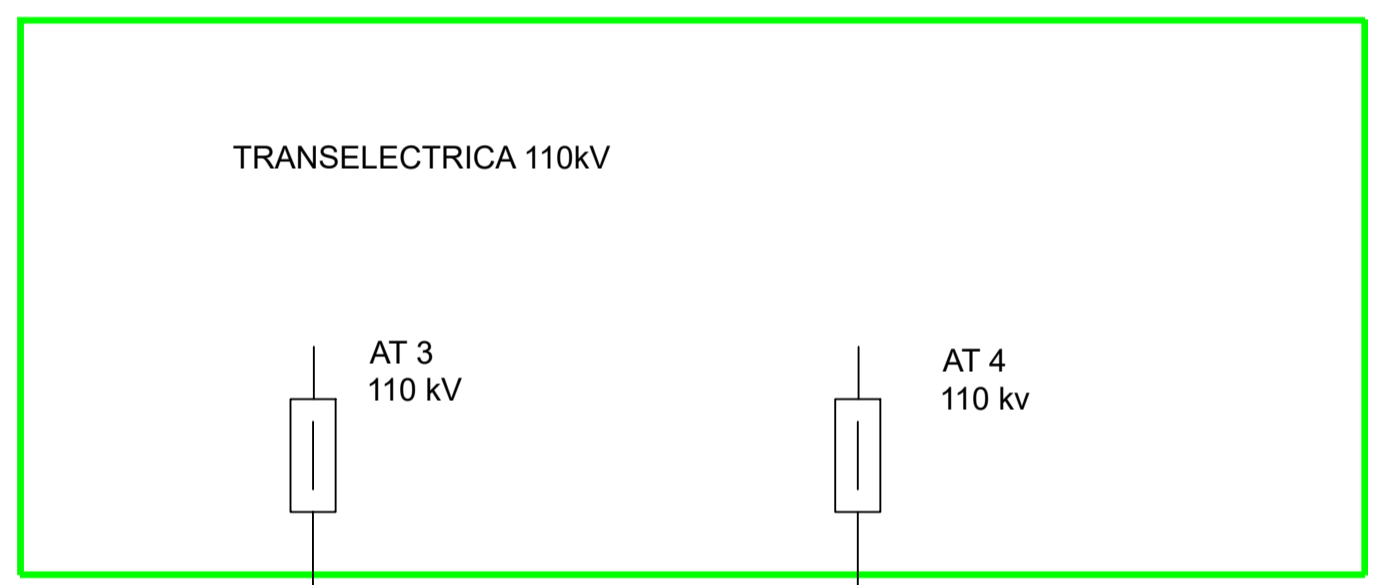 TRANSELECTRICA 110kV
AT 3
110 kV
AT 4
110 kv